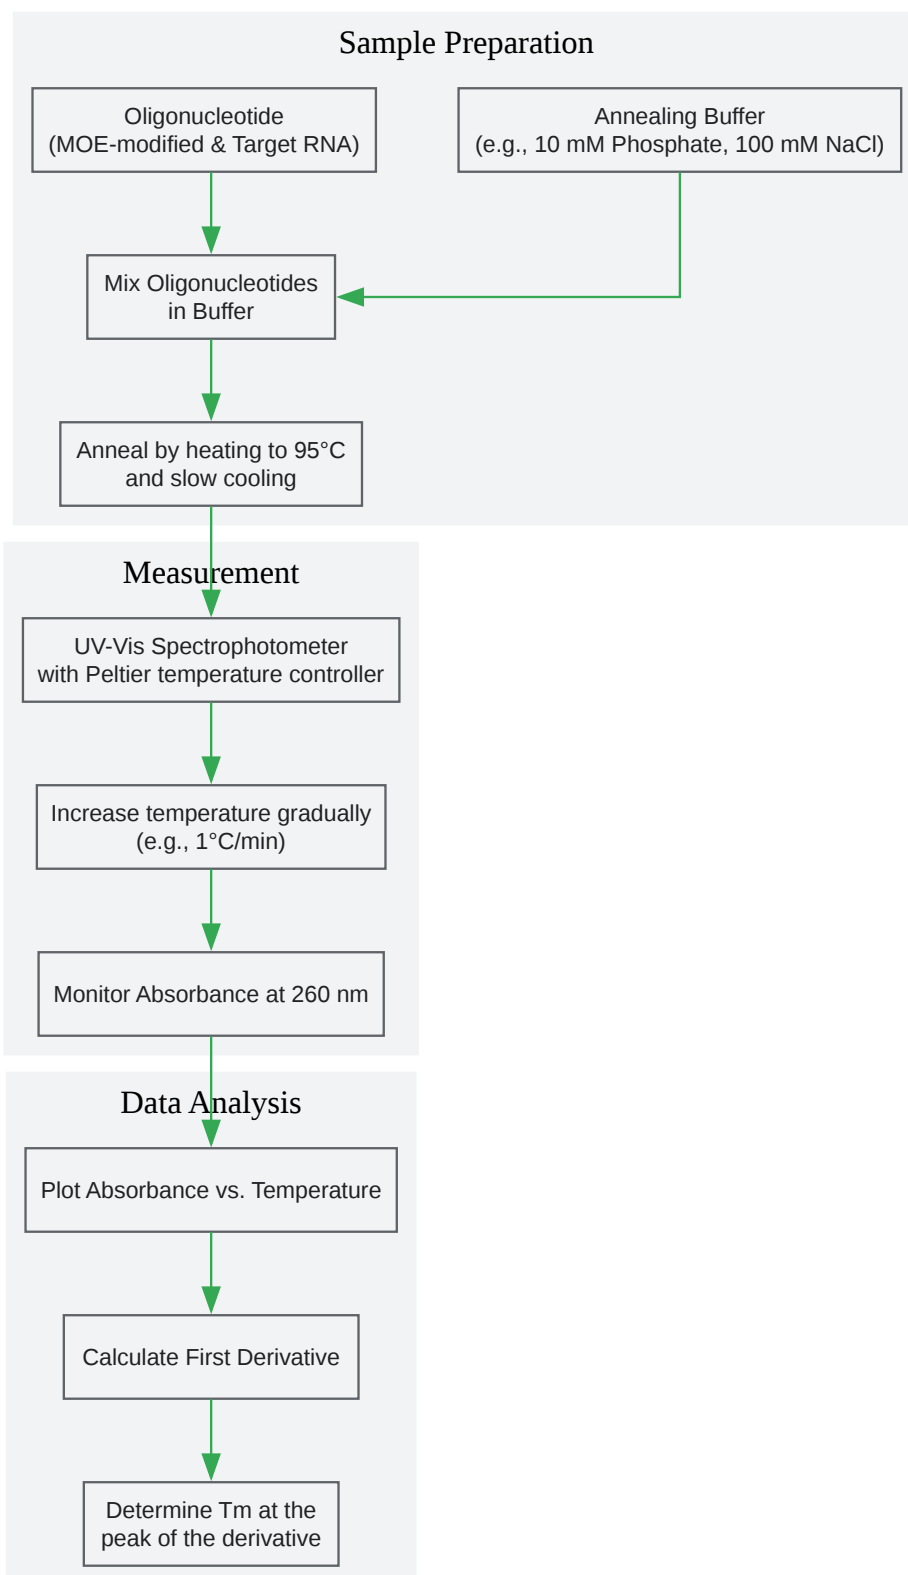 Sample Preparation
Oligonucleotide
(MOE-modified & Target RNA)
Annealing Buffer
(e.g., 10 mM Phosphate, 100 mM NaCl)
Mix Oligonucleotides
in Buffer
Anneal by heating to 95°C
and slow cooling
Measurement
UV-Vis Spectrophotometer
with Peltier temperature controller
Increase temperature gradually
(e.g., 1°C/min)
Monitor Absorbance at 260 nm
Data Analysis
Plot Absorbance vs. Temperature
Calculate First Derivative
Determine Tm at the
peak of the derivative